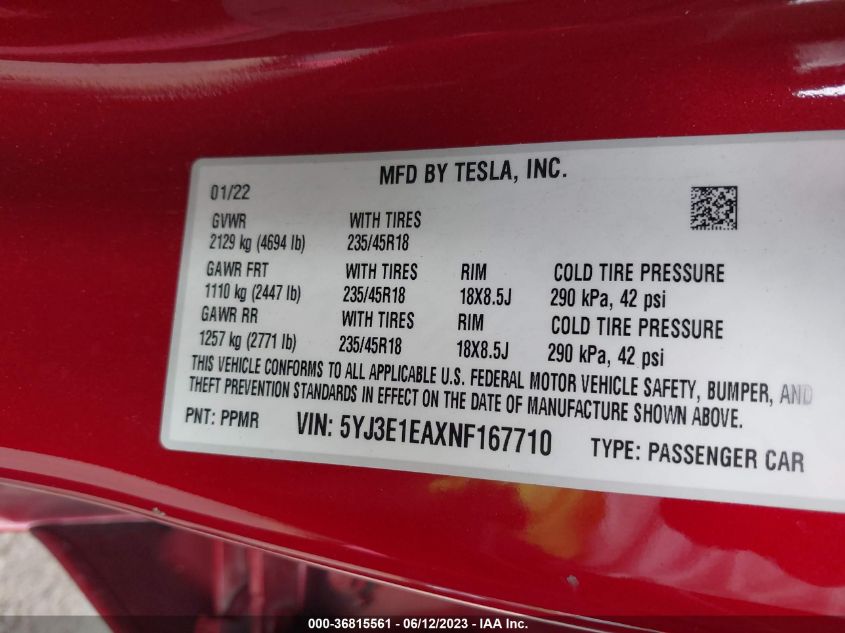 MFD BY TESLA, INC.
01/22
GVWR WITH TIRES
2129 kg (4694 lb) 235/45R18
GAWR FRT WITH TIRES RIM COLD TIRE PRESSURE
1110 kg (2447 lb) 235/45R18 18X8.5J 290 kPa, 42 psi
GAWR RR WITH TIRES RIM COLD TIRE PRESSURE
1257 kg (2771 lb) 235/45R18 18X8.5J 290 kPa, 42 psi
THIS VEHICLE CONFORMS TO ALL APPLICABLE U.S. FEDERAL MOTOR VEHICLE SAFETY, BUMPER, AND
THEFT PREVENTION STANDARDS IN EFFECT ON THE DATE OF MANUFACTURE SHOWN ABOVE.
PNT: PPMR VIN: 5YJ3E1EAXNF167710 TYPE: PASSENGER CAR
000-36815561 - 06/12/2023 - IAA Inc.